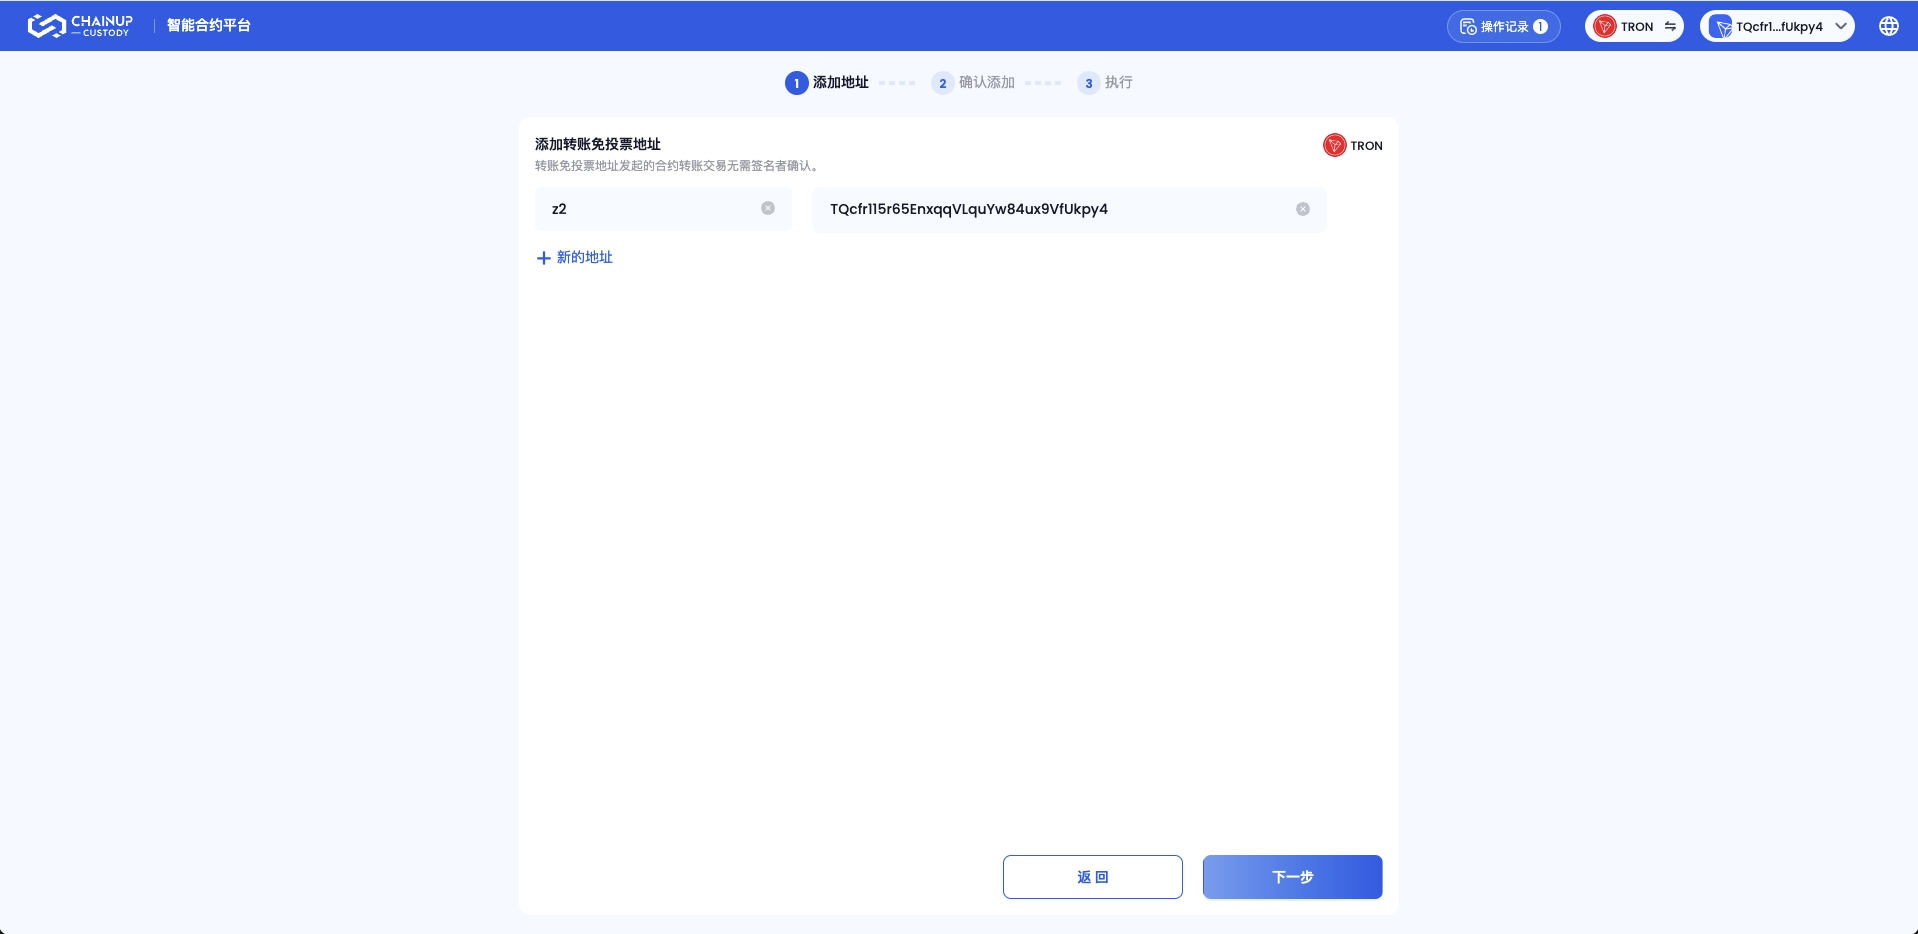 CHAINUP
CUSTODY
智能合约平台
操作记录 1
TRON
TQcfr1...fUkpy4
1 添加地址
2 确认添加
3 执行
添加转账免投票地址
TRON
转账免投票地址发起的合约转账交易无需签名者确认。
z2
TQcfr115r65EnxqqVLquYw84ux9VfUkpy4
新的地址
返 回
下一步